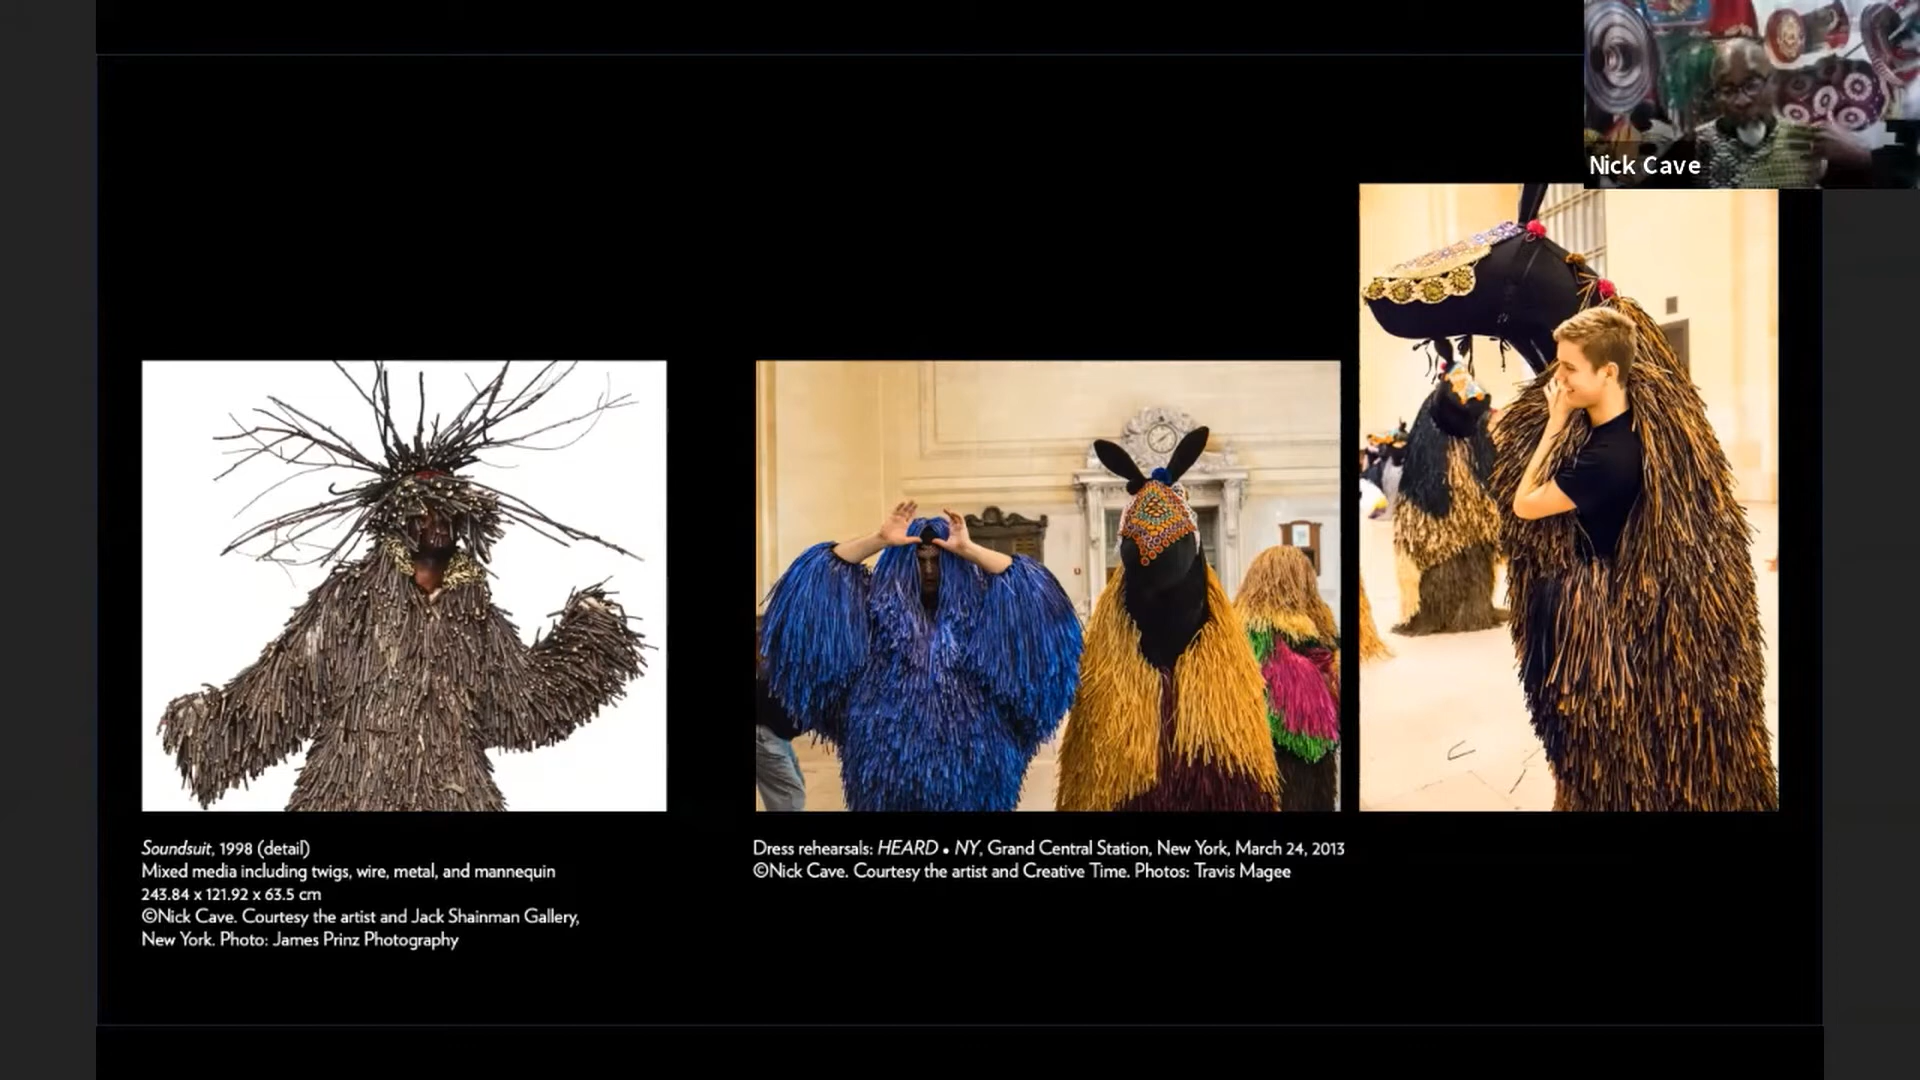 Nick Cave
Soundsuit, 1998 (detail)
Mixed media including twigs, wire, metal, and mannequin
243.84 x 121.92 x 63.5 cm
©Nick Cave. Courtesy the artist and Jack Shainman Gallery,
New York. Photo: James Prinz Photography
Dress rehearsals: HEARD • NY, Grand Central Station, New York, March 24, 2013
©Nick Cave. Courtesy the artist and Creative Time. Photos: Travis Magee